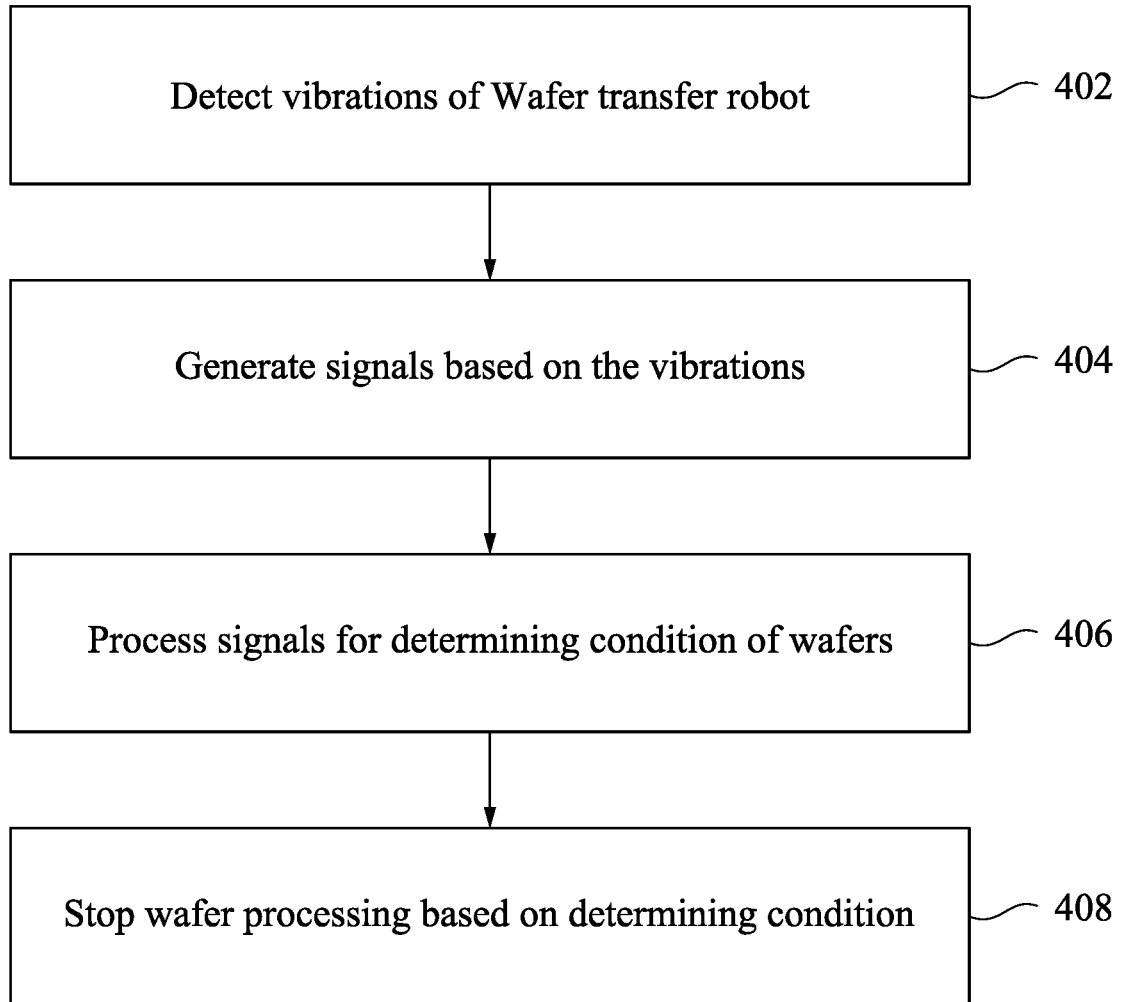 Detect vibrations of Wafer transfer robot
402
Generate signals based on the vibrations
404
Process signals for determining condition of wafers
406
Stop wafer processing based on determining condition
408